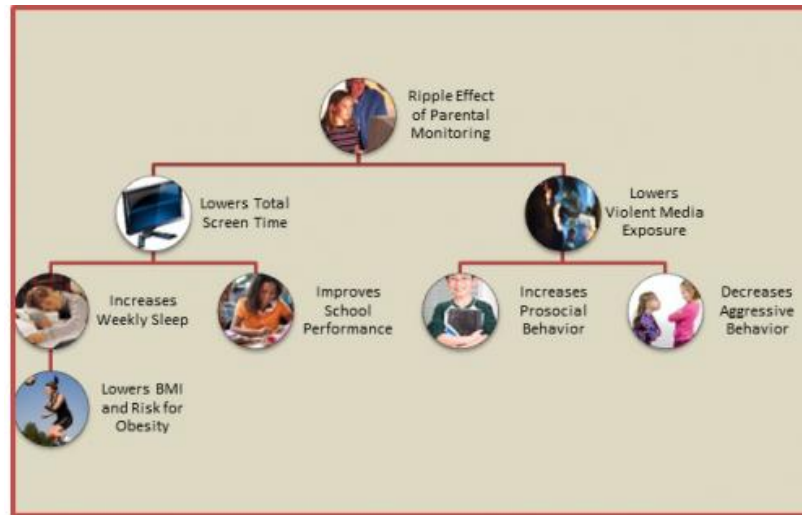 Ripple Effect
of Parental
Monitoring
Lowers Total
Screen Time
Lowers
Violent Media
Exposure
Increases
Weekly Sleep
Improves
School
Performance
Increases
Prosocial
Behavior
Decreases
Aggressive
Behavior
Lowers BMI
and Risk for
Obesity